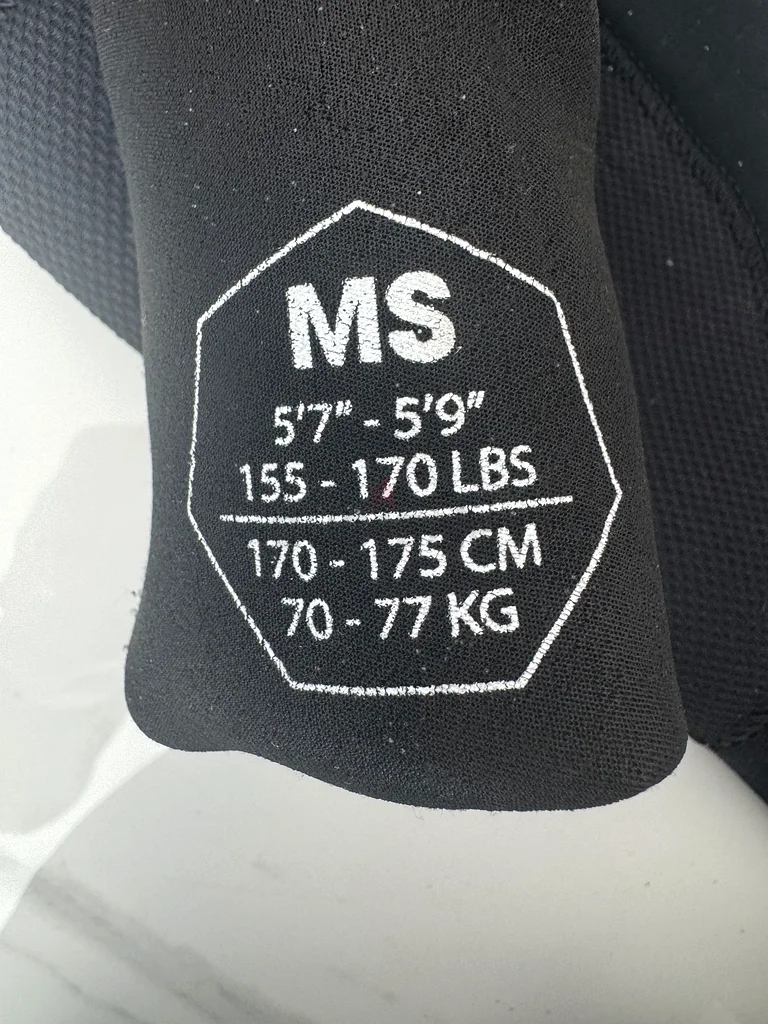 MS
5'7" - 5'9"
155 - 170 LBS
170 - 175 CM
70 - 77 KG